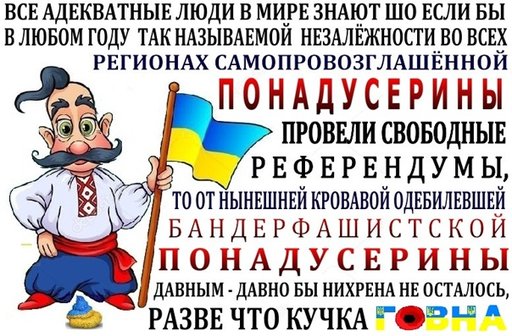 ВСЕ АДЕКВАТНЫЕ ЛЮДИ В МИРЕ ЗНАЮТ ШО ЕСЛИ БЫ
В ЛЮБОМ ГОДУ ТАК НАЗЫВАЕМОЙ НЕЗАЛЁЖНОСТИ ВО ВСЕХ
РЕГИОНАХ САМОПРОВОЗГЛАШЁННОЙ
ПОНАДУСЕРИНЫ
ПРОВЕЛИ СВОБОДНЫЕ
РЕФЕРЕНДУМЫ,
ТО ОТ НЫНЕШНЕЙ КРОВАВОЙ ОДЕБИЛЕВШЕЙ
БАНДЕРФАШИСТСКОЙ
ПОНАДУСЕРИНЫ
ДАВНЫМ - ДАВНО БЫ НИХРЕНА НЕ ОСТАЛОСЬ,
РАЗВЕ ЧТО КУЧКА ГОВНА